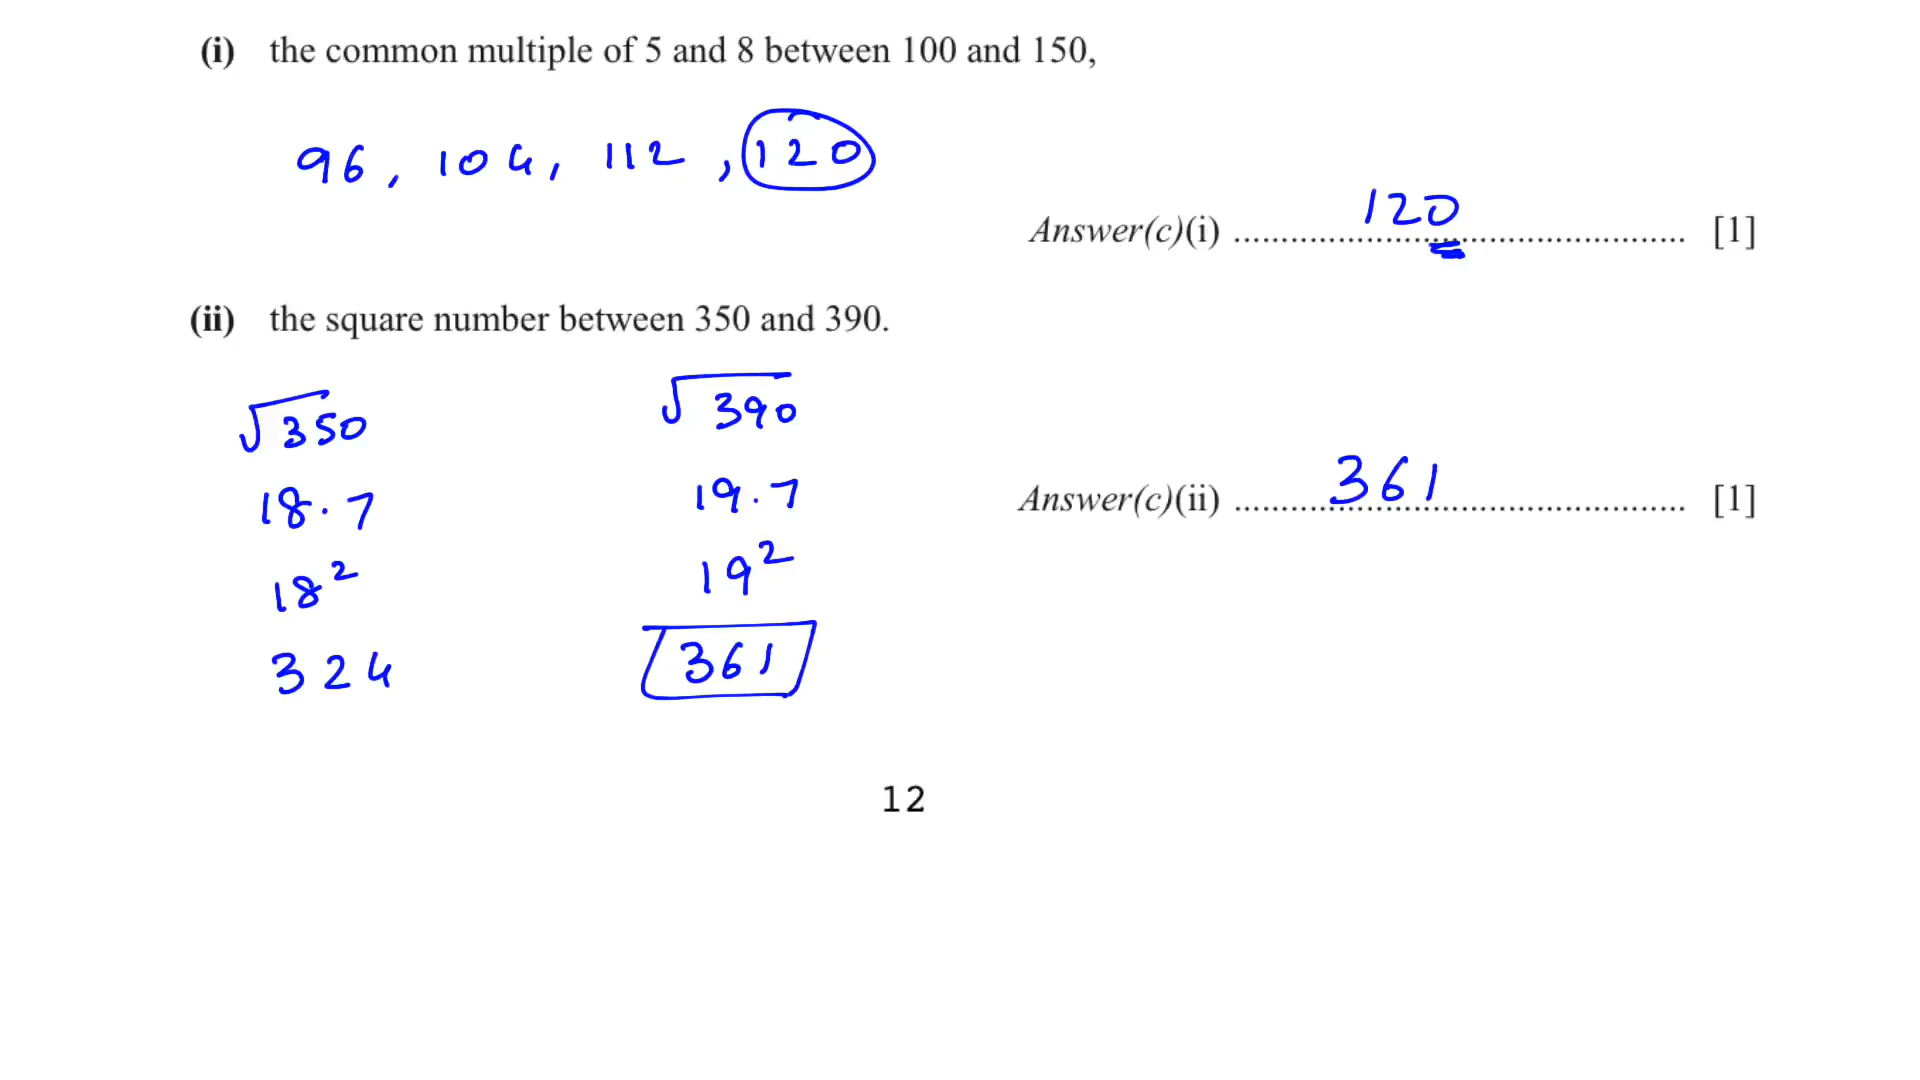 (i) the common multiple of 5 and 8 between 100 and 150,
96, 104, 112, 120
120
Answer(c)(i) ................................................ [1]
(ii) the square number between 350 and 390.
√350 √390
18.7 19.7
361
Answer(c)(ii) ................................................ [1]
18² 19²
324 361
12